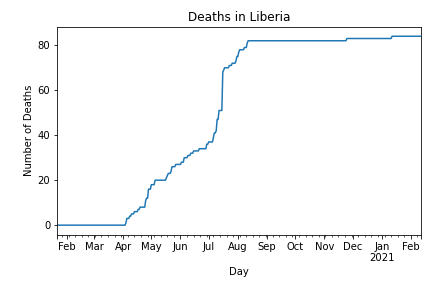 Deaths in Liberia
80
60
40
20
0
Number of Deaths
Feb Mar Apr May Jun Jul Aug Sep Oct Nov Dec Jan Feb
2021
Day